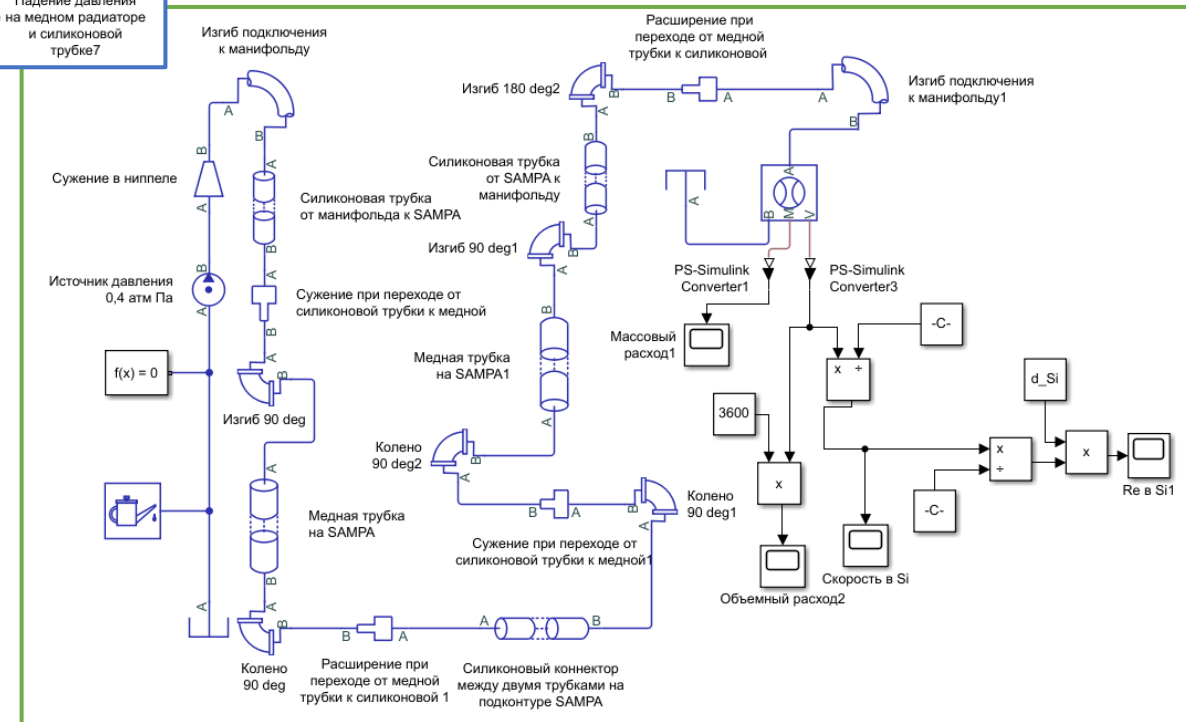 Падение давления
на медном радиаторе
и силиконовой
трубке7
Изгиб подключения
к манифольду
A
B
B
A
Сужение в ниппеле
A
Силиконовая трубка
от манифольда к SAMPA
B
B
Источник давления
0,4 атм Па
A
A
Сужение при переходе от
силиконовой трубки к медной
B
f(x) = 0
A
B
Изгиб 90 deg
A
Медная трубка
на SAMPA
B
A
A
B
Колено
90 deg
B
A
Расширение при
переходе от медной
трубки к силиконовой 1
A
B
Силиконовый коннектор
между двумя трубками на
подконтуре SAMPA
Расширение при
переходе от медной
трубки к силиконовой
Изгиб 180 deg2
B
A
B
A
A
B
Изгиб подключения
к манифольду1
B
Силиконовая трубка
от SAMPA к
манифольду
A
Изгиб 90 deg1
B
A
B
Медная трубка
на SAMPA1
A
Колено
90 deg2
B
A
B
A
Сужение при переходе от
силиконовой трубки к медной1
B
A
Колено
90 deg1
A
A
B
M
V
PS-Simulink
Converter1
PS-Simulink
Converter3
Массовый
расход1
-C-
x ÷
d_Si
3600
x
x
÷
x
Re в Si1
-C-
Скорость в Si
Объемный расход2